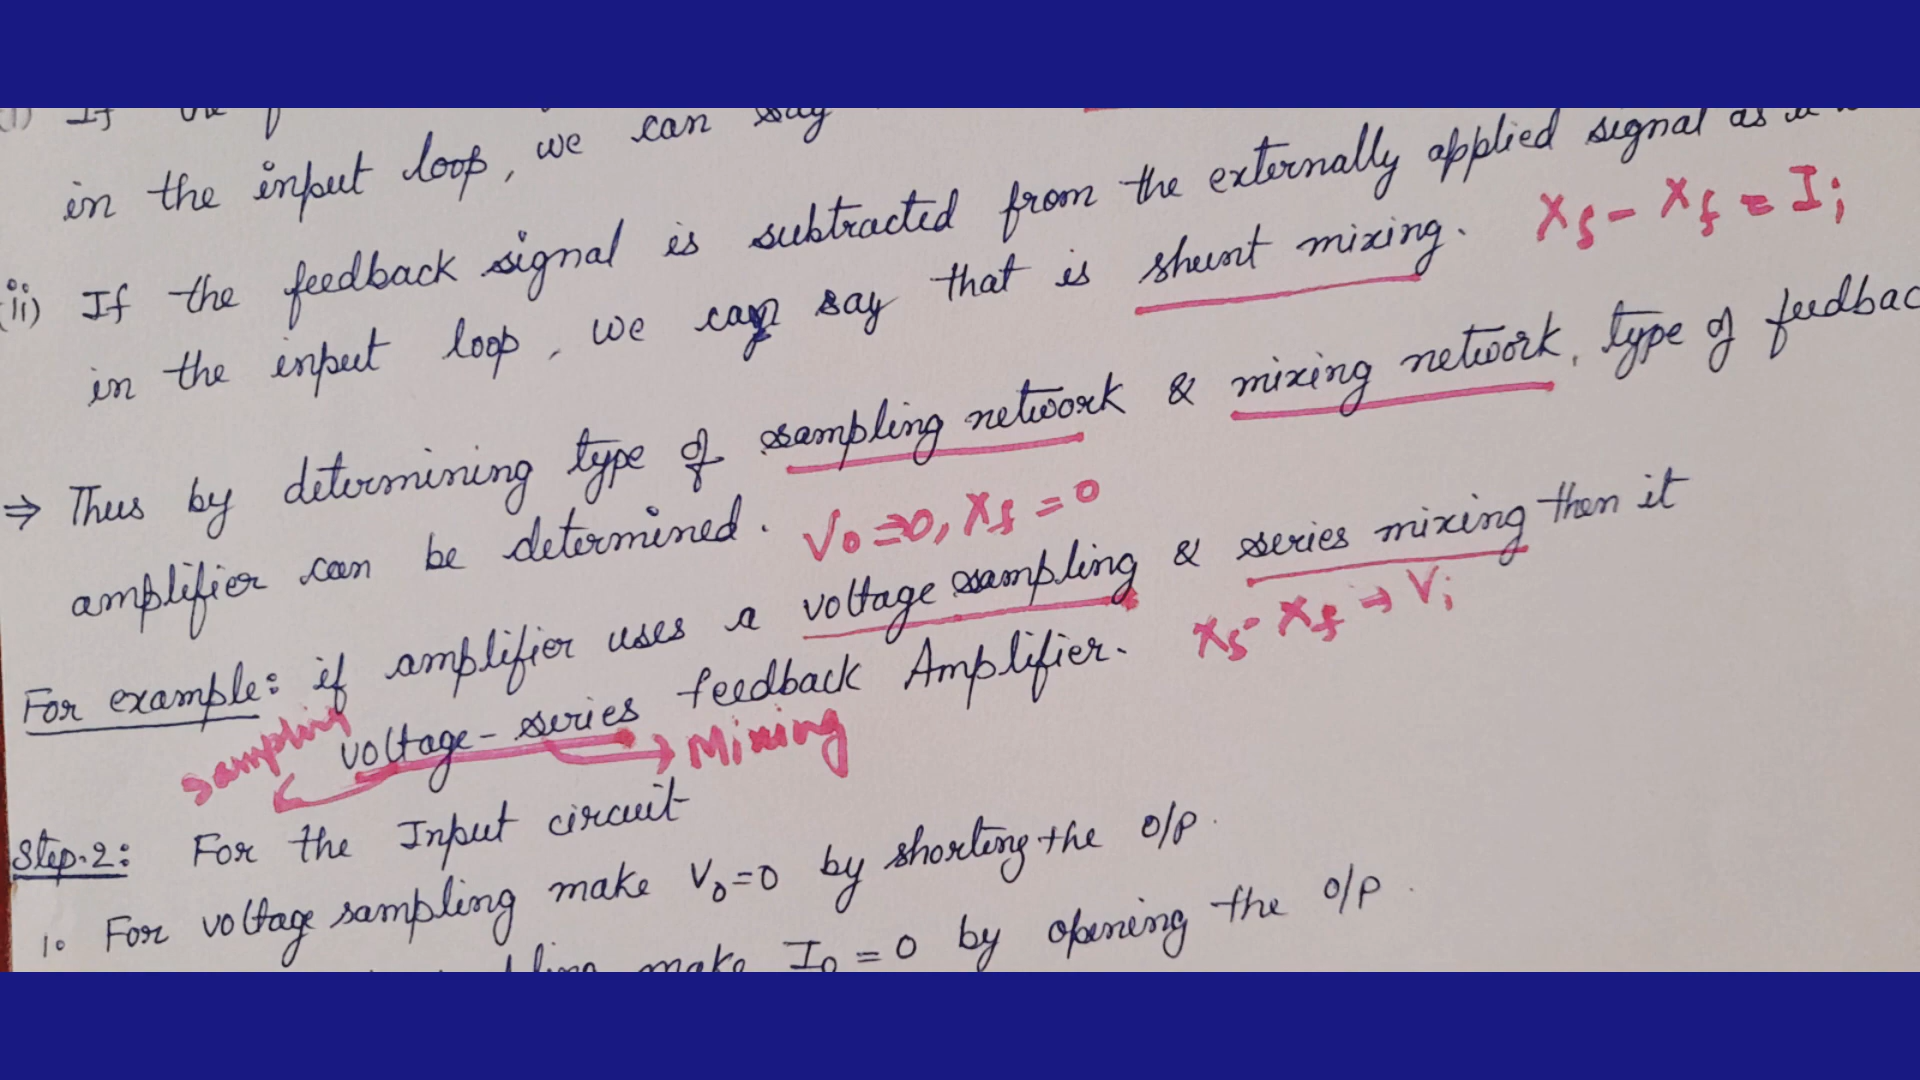 in the input loop, we can say
(ii) If the feedback signal is subtracted from the externally applied signal as a
in the input loop, we can say that is shunt mixing. Xs - Xf = Ii
⇒ Thus by determining type of sampling network & mixing network, type of feedbac
amplifier can be determined. Vo=0, Xf=0
For example: if amplifier uses a voltage sampling & series mixing then it
voltage-series feedback Amplifier. Xs - Xf ⇒ Vi
sampling → Mixing
Step-2: For the Input circuit
1. For voltage sampling make Vo=0 by shorting the O/P.
make Io=0 by opening the O/P.